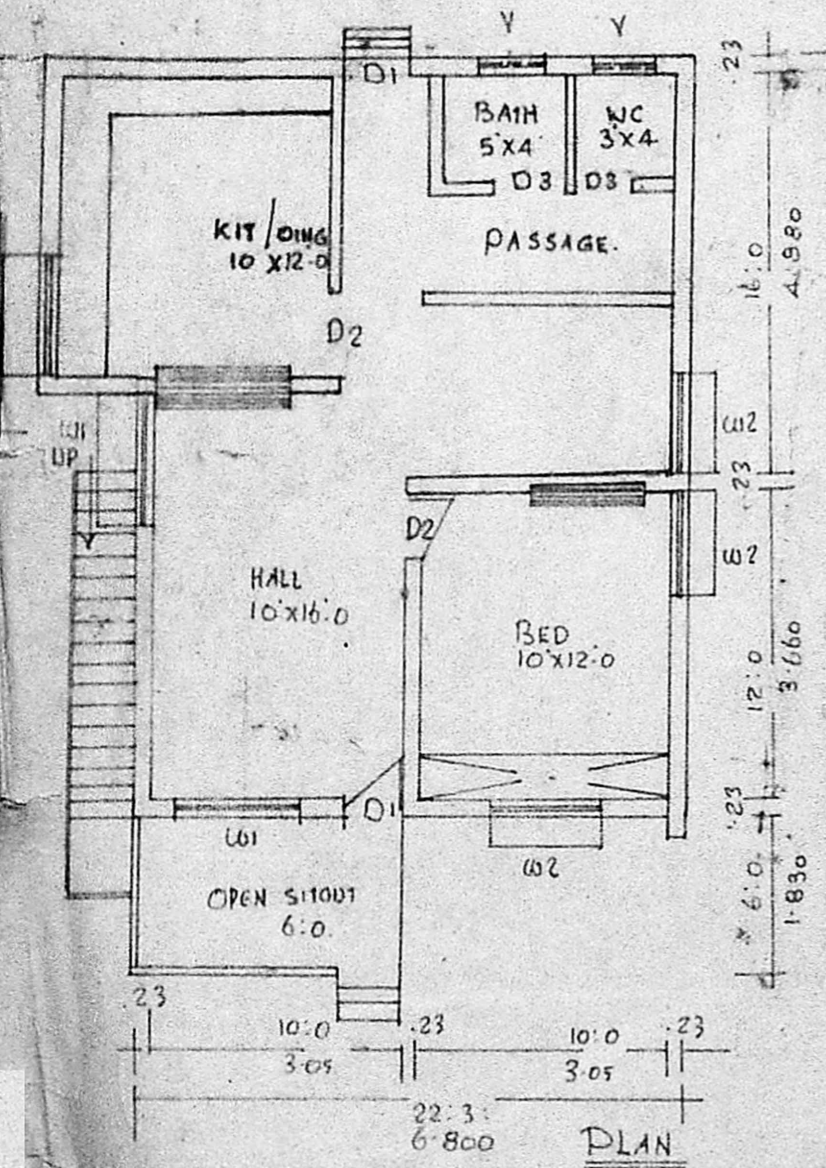 V
V
D1
BATH
5'X4
WC
3'X4
.23
D3
D3
KIT/DING
10 X12.0
PASSAGE.
16:0
4.980
D2
W1
UP
W2
.23
D2
W2
HALL
10'X16'.0
BED
10'X12'.0
12:0
3.660
D1
.23
W1
W2
OPEN SITOUT
6:0.
6:0
1.830
.23
10:0
3.05
.23
10:0
3.05
.23
22:3:
6.800
PLAN